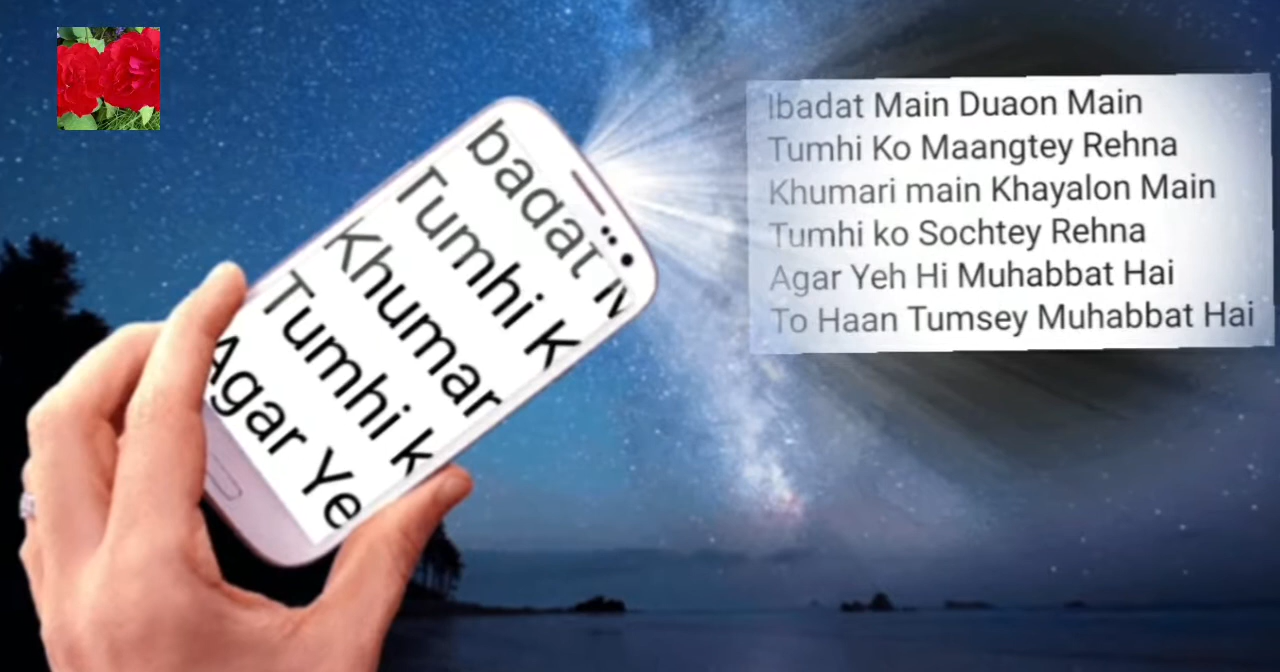 badat
Tumhi K
Khumar
Tumhi k
Agar Ye
Ibadat Main Duaon Main
Tumhi Ko Maangtey Rehna
Khumari main Khayalon Main
Tumhi ko Sochtey Rehna
Agar Yeh Hi Muhabbat Hai
To Haan Tumsey Muhabbat Hai